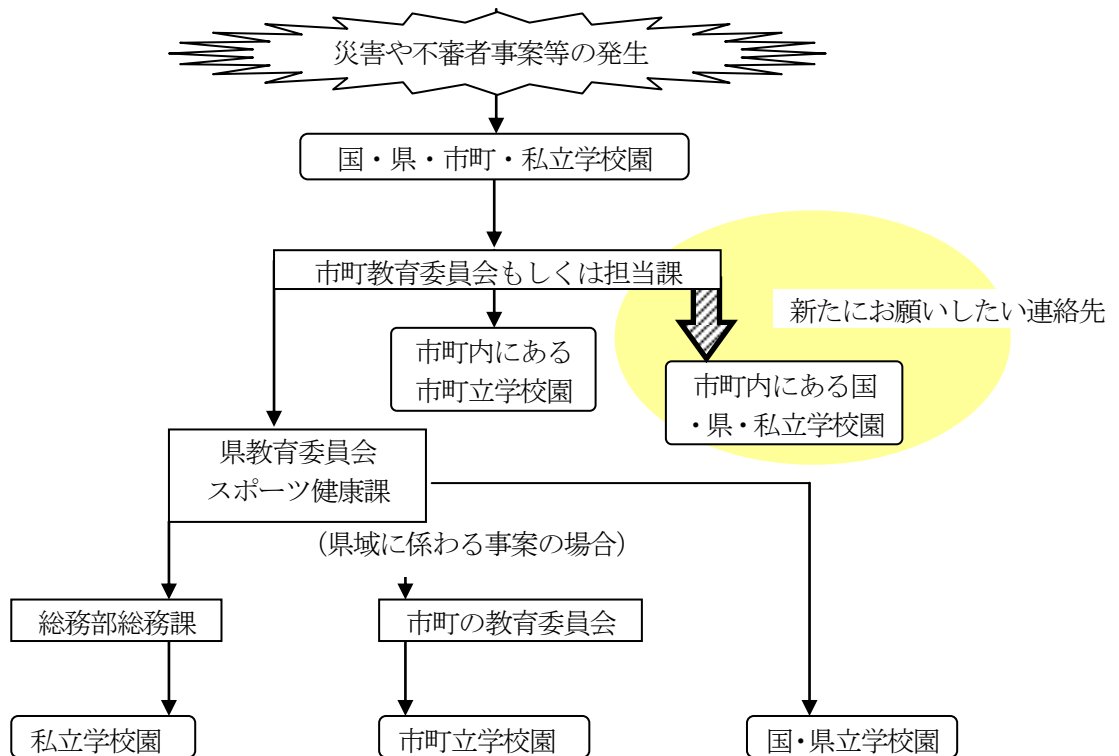 災害や不審者事案等の発生
国・県・市町・私立学校園
市町教育委員会もしくは担当課
新たにお願いしたい連絡先
市町内にある
市町立学校園
市町内にある国
・県・私立学校園
県教育委員会
スポーツ健康課
（県域に係わる事案の場合）
総務部総務課
市町の教育委員会
私立学校園
市町立学校園
国・県立学校園